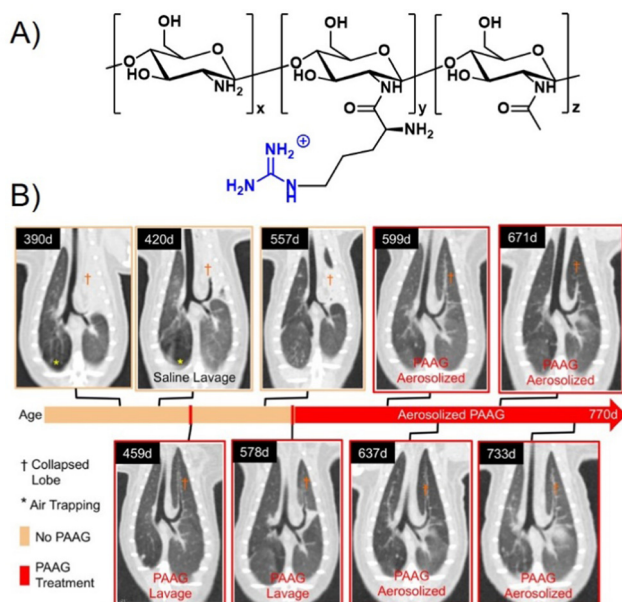 A)
OH
O
HO
NH₂
x
OH
O
O
HO
NH
O
y
NH₂
OH
O
O
HO
NH
O
z
NH₂
⊕
H₂N
N
H
B)
390d
†
*
420d
†
*
Saline Lavage
557d
†
599d
†
PAAG
Aerosolized
671d
†
PAAG
Aerosolized
Age
Aerosolized PAAG
770d
† Collapsed
Lobe
* Air Trapping
No PAAG
PAAG
Treatment
459d
†
PAAG
Lavage
578d
†
PAAG
Lavage
637d
†
PAAG
Aerosolized
733d
†
PAAG
Aerosolized